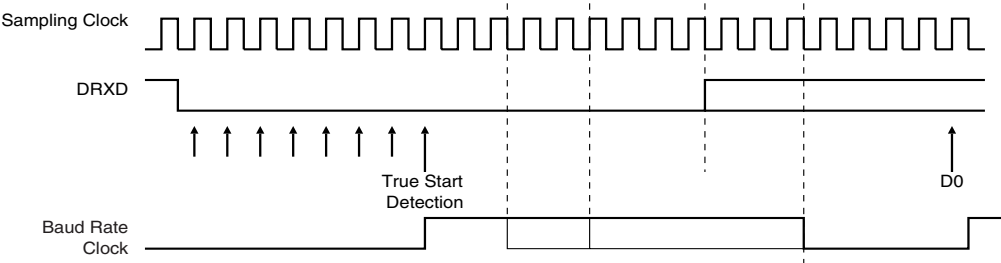 Sampling Clock
DRXD
True Start
Detection
D0
Baud Rate
Clock